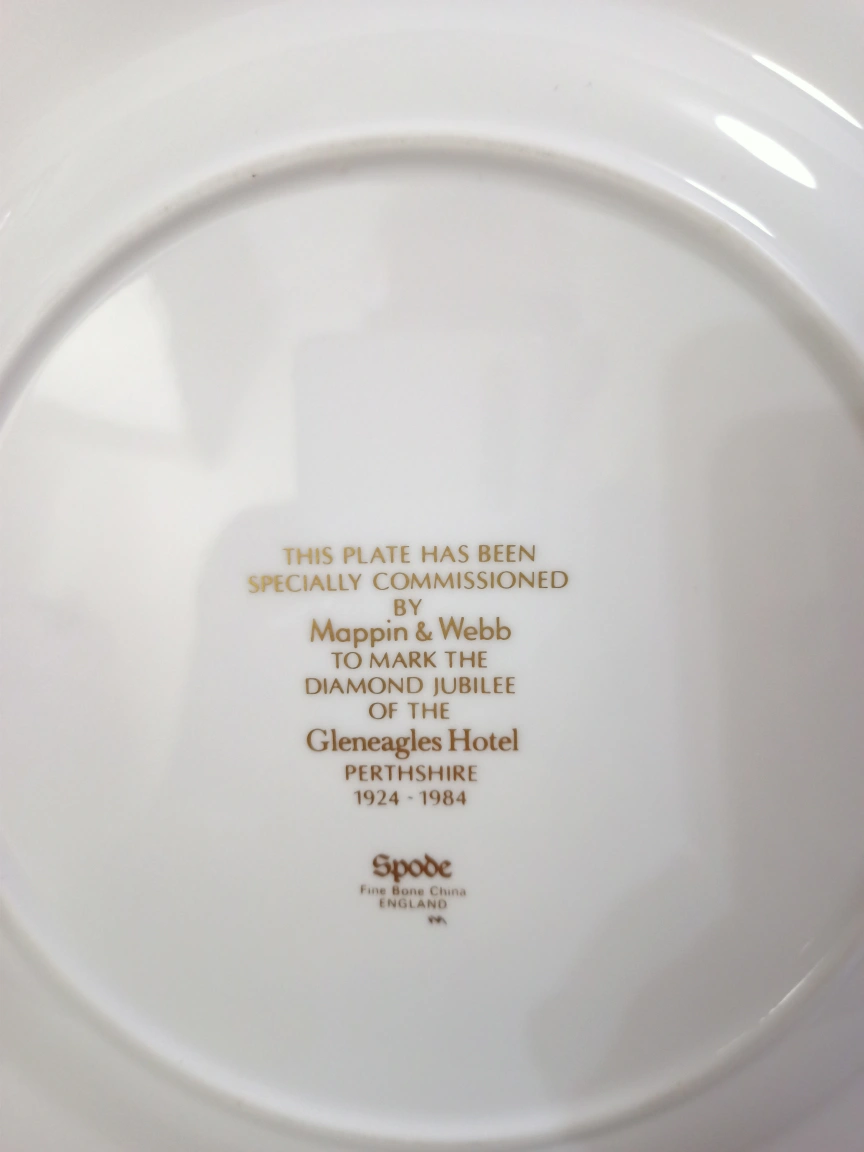 THIS PLATE HAS BEEN
SPECIALLY COMMISSIONED
BY
Mappin & Webb
TO MARK THE
DIAMOND JUBILEE
OF THE
Gleneagles Hotel
PERTHSHIRE
1924 - 1984
Spode
Fine Bone China
ENGLAND